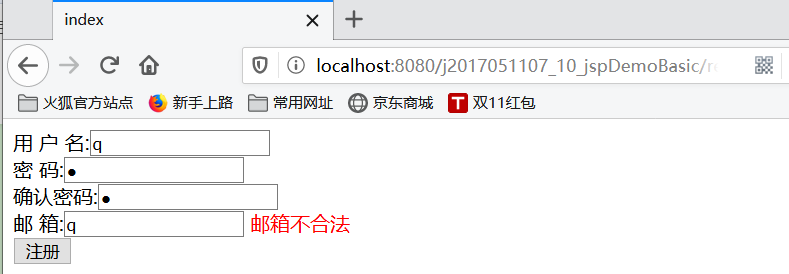 index
localhost:8080/j2017051107_10_jspDemoBasic/re
火狐官方站点 新手上路 常用网址 京东商城 T 双11红包
用 户 名:q
密 码:●
确认密码:●
邮 箱:q 邮箱不合法
注册